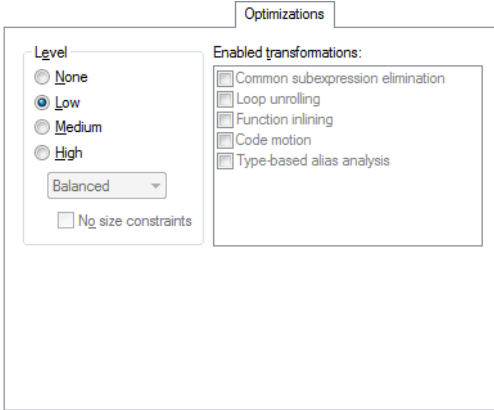 Optimizations
Level
None
Low
Medium
High
Balanced
No size constraints
Enabled transformations:
Common subexpression elimination
Loop unrolling
Function inlining
Code motion
Type-based alias analysis